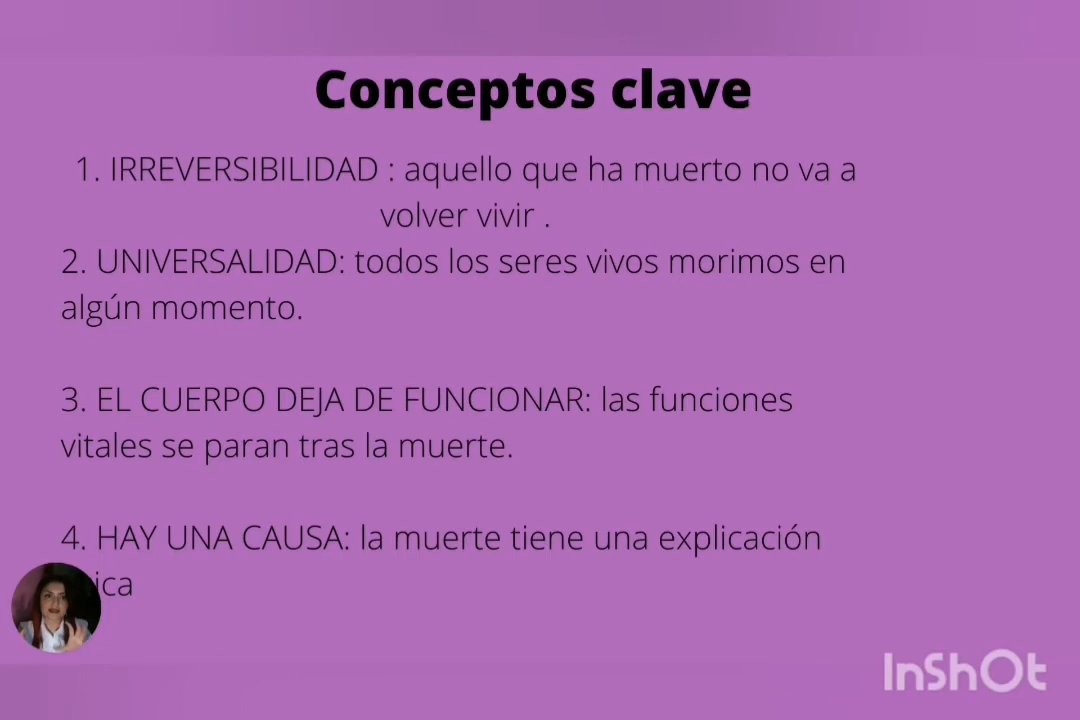 Conceptos clave
1. IRREVERSIBILIDAD : aquello que ha muerto no va a
volver vivir .
2. UNIVERSALIDAD: todos los seres vivos morimos en
algún momento.
3. EL CUERPO DEJA DE FUNCIONAR: las funciones
vitales se paran tras la muerte.
4. HAY UNA CAUSA: la muerte tiene una explicación
InShOt